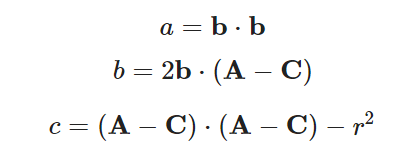 a = b · b
b = 2b · (A − C)
c = (A − C) · (A − C) − r²